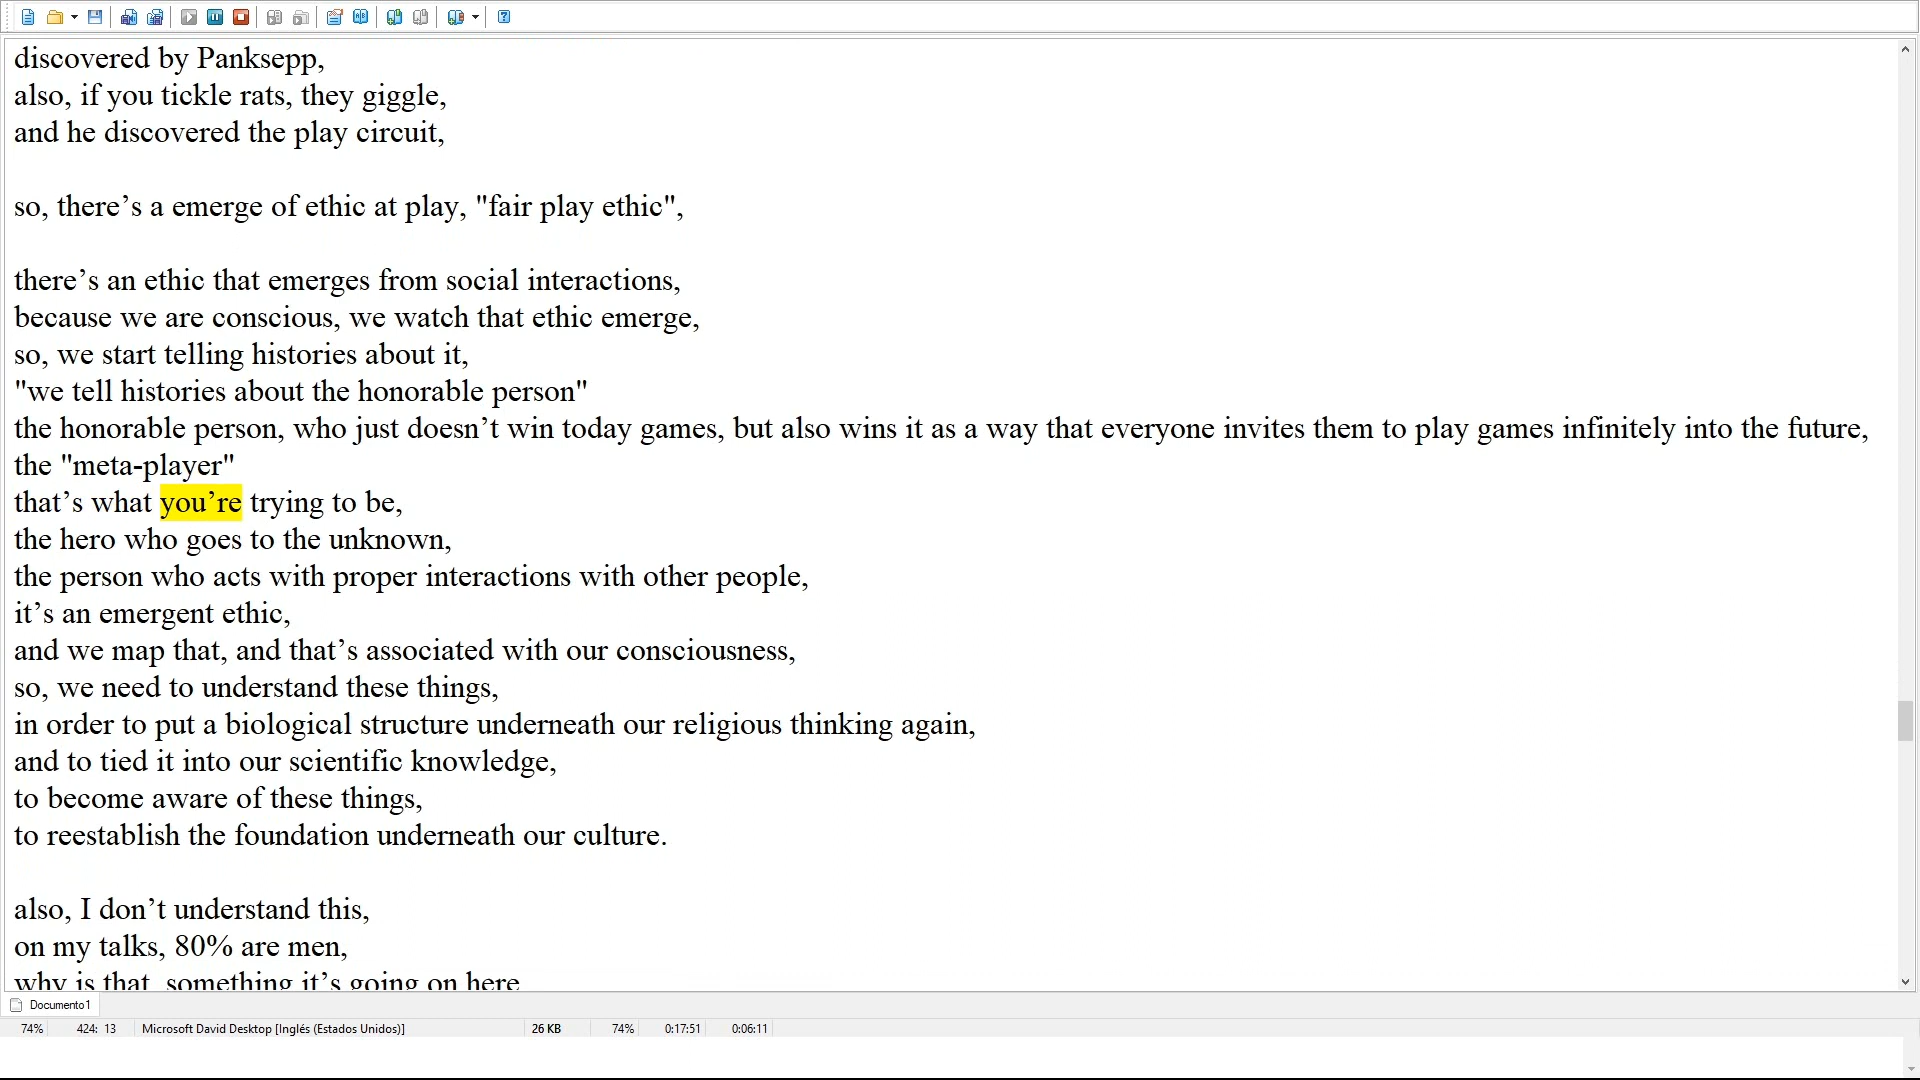 discovered by Panksepp,
also, if you tickle rats, they giggle,
and he discovered the play circuit,
so, there’s a emerge of ethic at play, "fair play ethic",
there’s an ethic that emerges from social interactions,
because we are conscious, we watch that ethic emerge,
so, we start telling histories about it,
"we tell histories about the honorable person"
the honorable person, who just doesn’t win today games, but also wins it as a way that everyone invites them to play games infinitely into the future,
the "meta-player"
that’s what you’re trying to be,
the hero who goes to the unknown,
the person who acts with proper interactions with other people,
it’s an emergent ethic,
and we map that, and that’s associated with our consciousness,
so, we need to understand these things,
in order to put a biological structure underneath our religious thinking again,
and to tied it into our scientific knowledge,
to become aware of these things,
to reestablish the foundation underneath our culture.
also, I don’t understand this,
on my talks, 80% are men,
why is that, something it’s going on here
Documento1
74% 424: 13 Microsoft David Desktop [Inglés (Estados Unidos)] 26 KB 74% 0:17:51 0:06:11